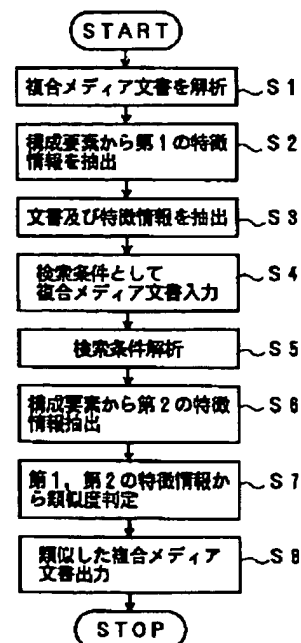 START
複合メディア文書を解析 S1
構成要素から第1の特徴
情報を抽出 S2
文書及び特徴情報を抽出 S3
検索条件として
複合メディア文書入力 S4
検索条件解析 S5
構成要素から第2の特徴
情報抽出 S6
第1、第2の特徴情報か
ら類似度判定 S7
類似した複合メディア
文書出力 S8
STOP